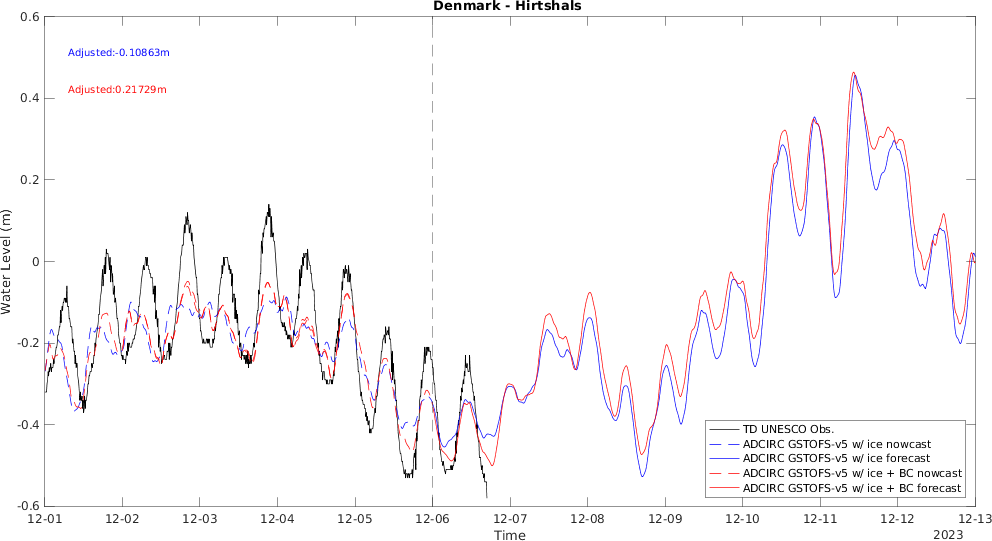 Denmark - Hirtshals
0.6
Adjusted:-0.10863m
Adjusted:0.21729m
0.4
0.2
0
-0.2
-0.4
-0.6
Water Level (m)
TD UNESCO Obs.
ADCIRC GSTOFS-v5 w/ ice nowcast
ADCIRC GSTOFS-v5 w/ ice forecast
ADCIRC GSTOFS-v5 w/ ice + BC nowcast
ADCIRC GSTOFS-v5 w/ ice + BC forecast
12-01 12-02 12-03 12-04 12-05 12-06 12-07 12-08 12-09 12-10 12-11 12-12 12-13
Time
2023